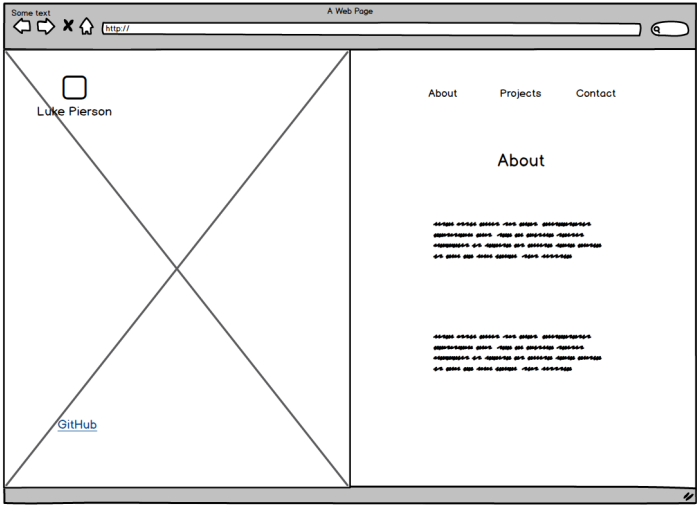 Some text
A Web Page
http://
Luke Pierson
GitHub
About Projects Contact
About